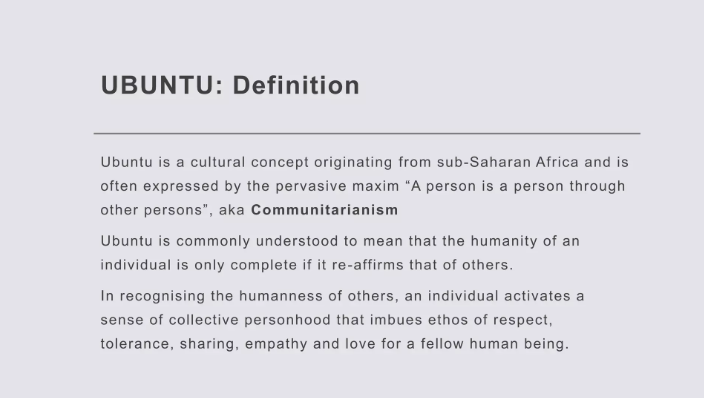 UBUNTU: Definition
Ubuntu is a cultural concept originating from sub-Saharan Africa and is
often expressed by the pervasive maxim “A person is a person through
other persons”, aka Communitarianism
Ubuntu is commonly understood to mean that the humanity of an
individual is only complete if it re-affirms that of others.
In recognising the humanness of others, an individual activates a
sense of collective personhood that imbues ethos of respect,
tolerance, sharing, empathy and love for a fellow human being.